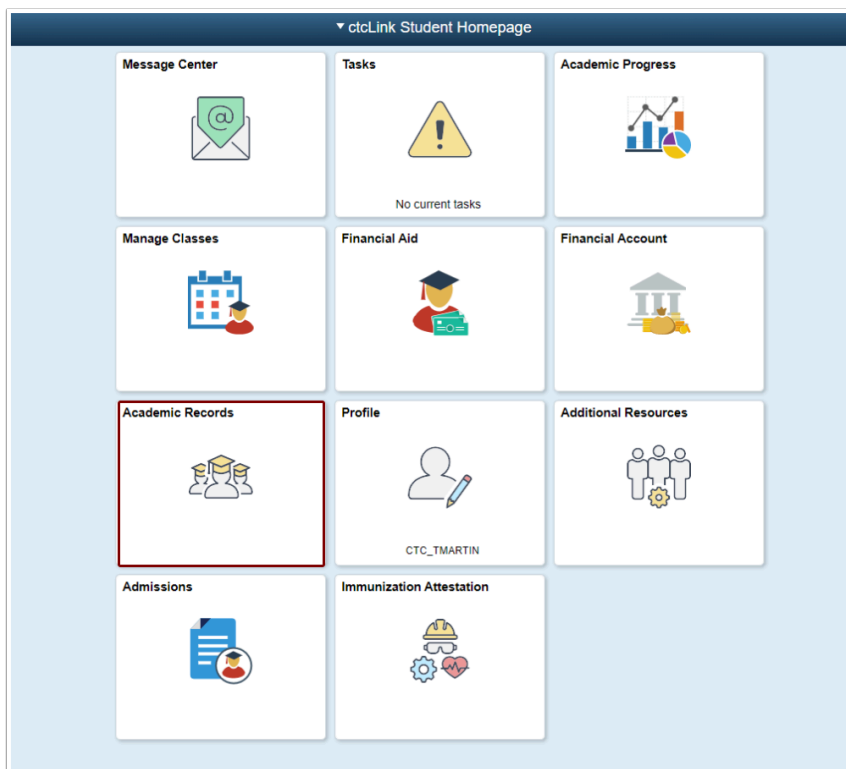 ctcLink Student Homepage
Message Center
Tasks
Academic Progress
@
!
No current tasks
Manage Classes
Financial Aid
Financial Account
Academic Records
Profile
Additional Resources
CTC_TMARTIN
Admissions
Immunization Attestation